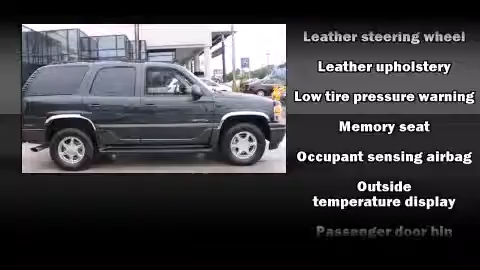 Leather steering wheel
Leather upholstery
Low tire pressure warning
Memory seat
Occupant sensing airbag
Outside
temperature display
Passenger door bin